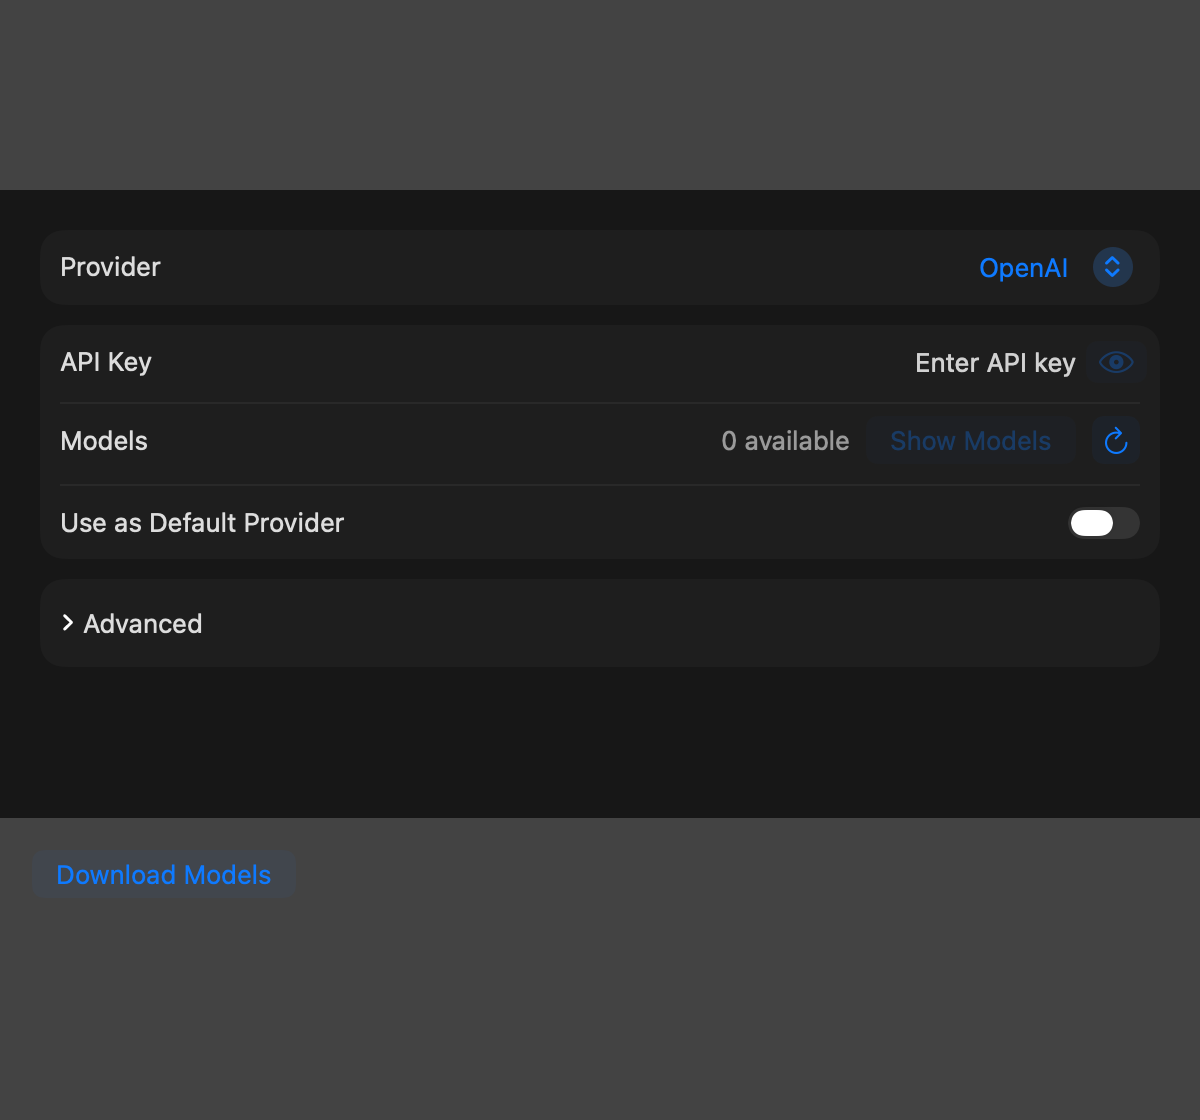 Provider OpenAI
API Key Enter API key
Models 0 available Show Models
Use as Default Provider
Advanced
Download Models